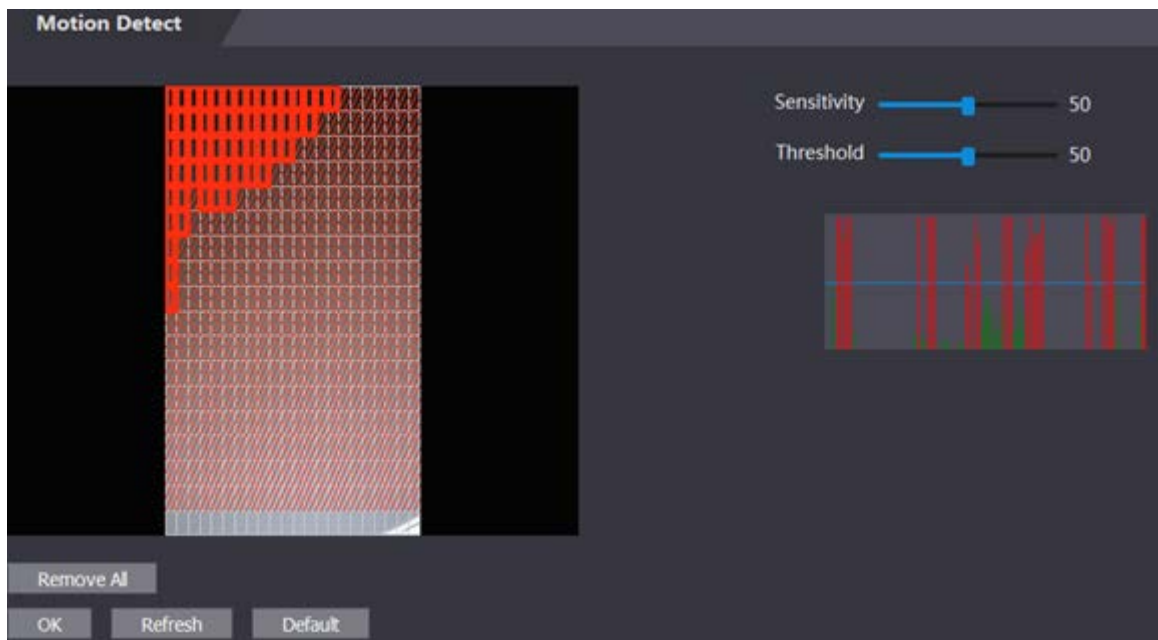 Motion Detect
Sensitivity 50
Threshold 50
Remove All
OK Refresh Default